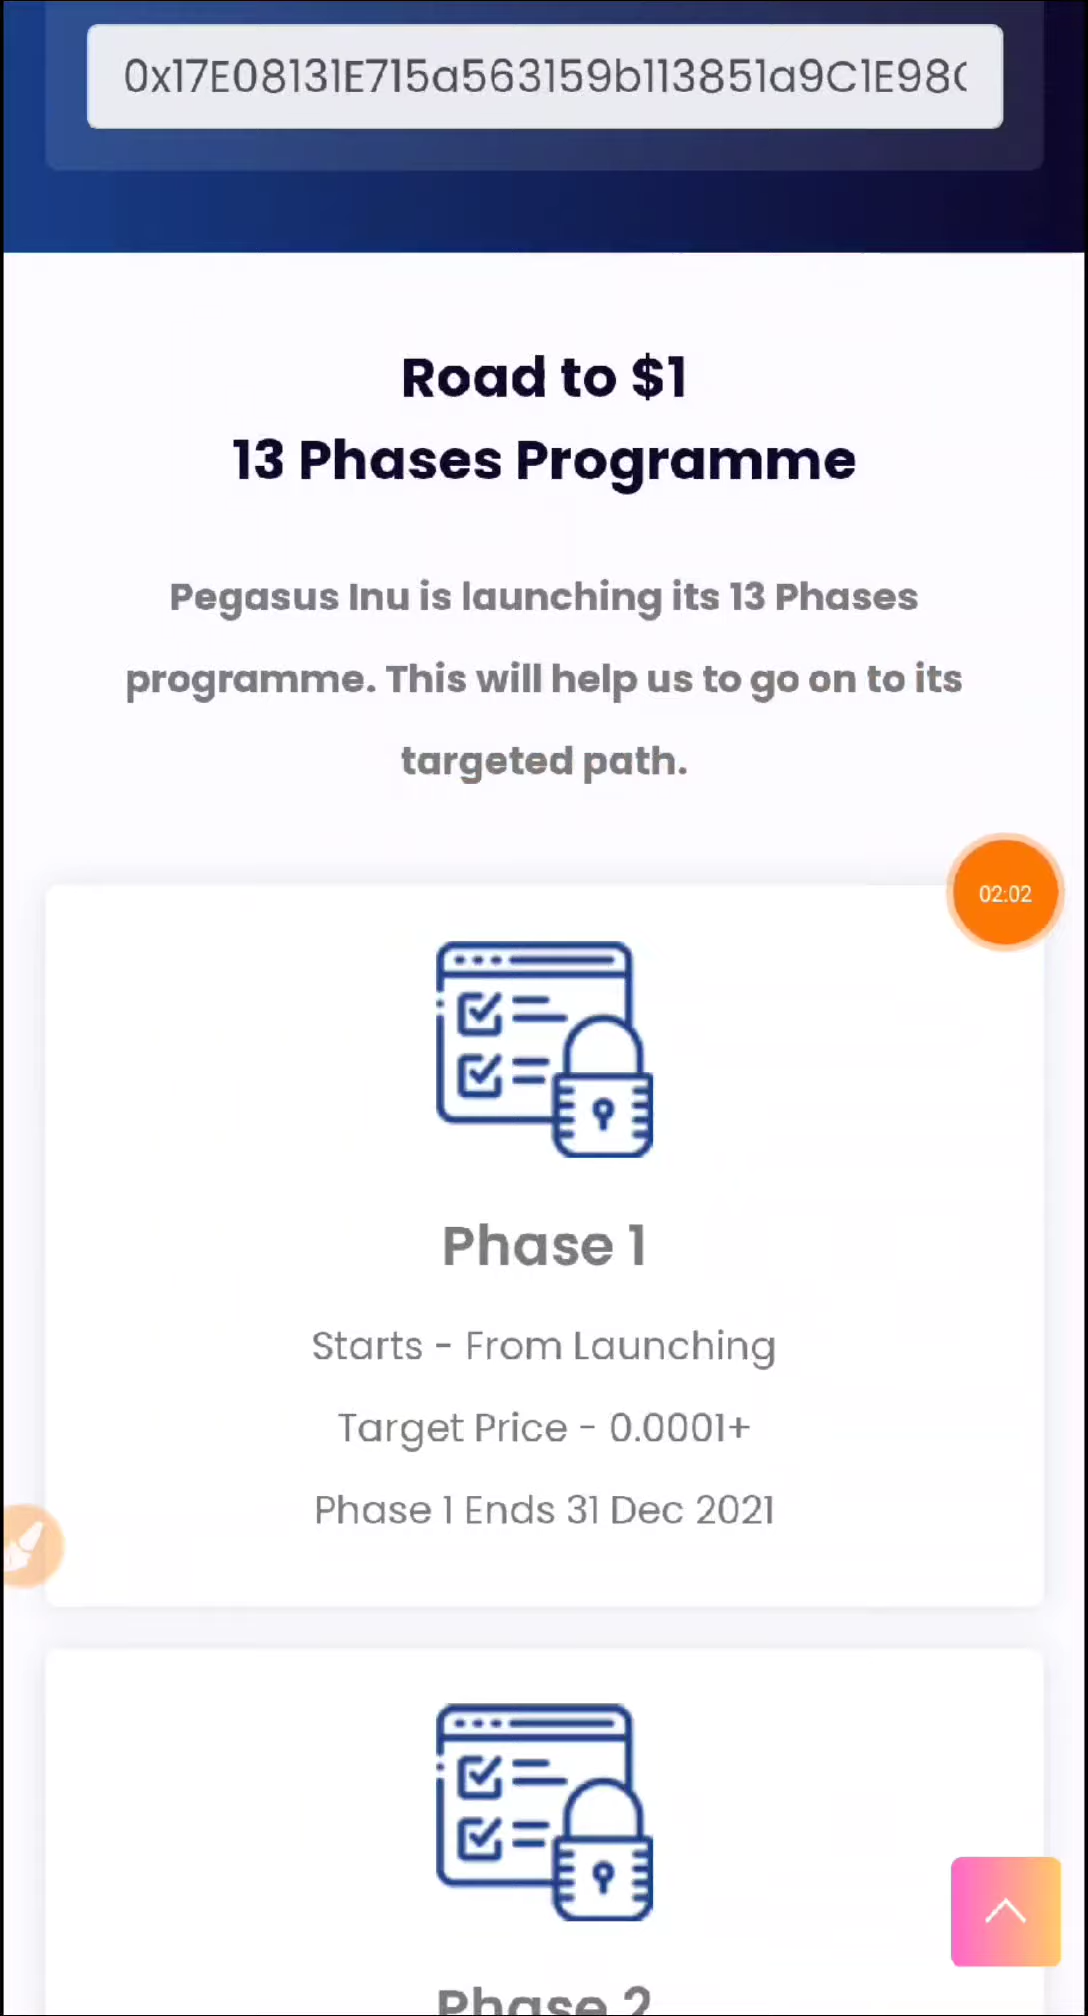 0x17E08131E715a563159b113851a9C1E98
Road to $1
13 Phases Programme
Pegasus Inu is launching its 13 Phases
programme. This will help us to go on to its
targeted path.
02:02
Phase 1
Starts - From Launching
Target Price - 0.0001+
Phase 1 Ends 31 Dec 2021
Phase 2